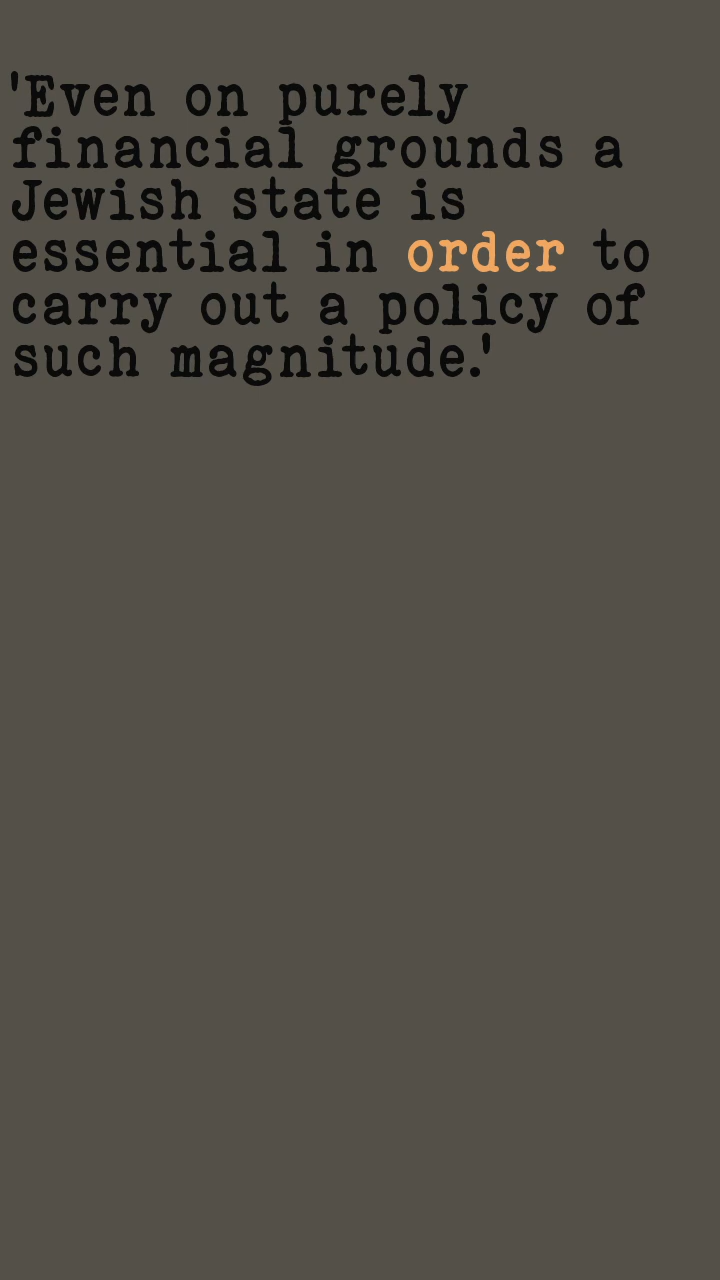 'Even on purely
financial grounds a
Jewish state is
essential in order to
carry out a policy of
such magnitude.'